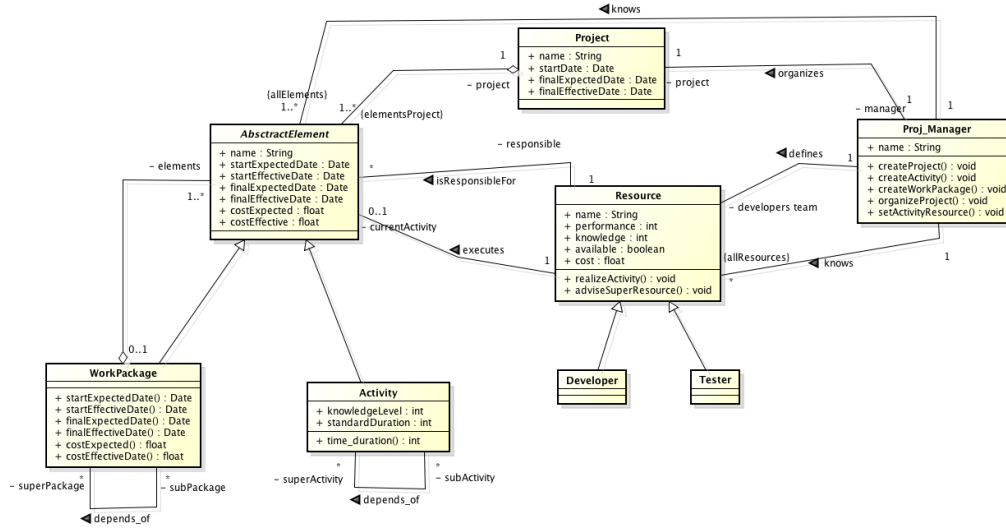 knows
Project
+ name : String
+ startDate : Date
+ finalExpectedDate : Date
+ finalEffectiveDate : Date
1
- project
1
- project
organizes
{allElements}
1..*
1..*
{elementsProject}
- manager
1
1
AbsctractElement
+ name : String
+ startExpectedDate : Date
+ startEffectiveDate : Date
+ finalExpectedDate : Date
+ finalEffectiveDate : Date
+ costExpected : float
+ costEffective : float
Proj_Manager
+ name : String
+ createProject() : void
+ createActivity() : void
+ createWorkPackage() : void
+ organizeProject() : void
+ setActivityResource() : void
- elements
1..*
*
- responsible
isResponsibleFor
1
defines
1
- developers team
0..1
- currentActivity
executes
1
Resource
+ name : String
+ performance : int
+ knowledge : int
+ available : boolean
+ cost : float
+ realizeActivity() : void
+ adviseSuperResource() : void
{allResources}
*
knows
1
0..1
WorkPackage
+ startExpectedDate() : Date
+ startEffectiveDate() : Date
+ finalExpectedDate() : Date
+ finalEffectiveDate() : Date
+ costExpected() : float
+ costEffectiveDate() : float
*
- superPackage
*
- subPackage
depends_of
Activity
+ knowledgeLevel : int
+ standardDuration : int
+ time_duration() : int
*
- superActivity
*
- subActivity
depends_of
Developer
Tester